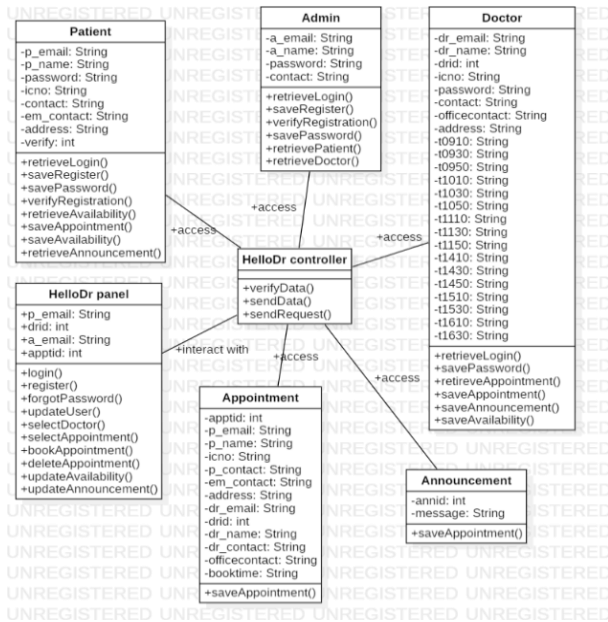 Patient
-p_email: String
-p_name: String
-password: String
-icno: String
-contact: String
-em_contact: String
-address: String
-verify: int
+retrieveLogin()
+saveRegister()
+savePassword()
+verifyRegistration()
+retrieveAvailability()
+saveAppointment()
+saveAvailability()
+retrieveAnnouncement()
Admin
-a_email: String
-a_name: String
-password: String
-contact: String
+retrieveLogin()
+saveRegister()
+verifyRegistration()
+savePassword()
+retrievePatient()
+retrieveDoctor()
Doctor
-dr_email: String
-dr_name: String
-drid: int
-icno: String
-password: String
-contact: String
-officecontact: String
-address: String
-t0910: String
-t0930: String
-t0950: String
-t1010: String
-t1030: String
-t1050: String
-t1110: String
-t1130: String
-t1150: String
-t1410: String
-t1430: String
-t1450: String
-t1510: String
-t1530: String
-t1610: String
-t1630: String
+retrieveLogin()
+savePassword()
+retireveAppointment()
+saveAppointment()
+saveAnnouncement()
+saveAvailability()
+access
+access
+access
HelloDr controller
+verifyData()
+sendData()
+sendRequest()
HelloDr panel
+p_email: String
+drid: int
+a_email: String
+apptid: int
+login()
+register()
+forgotPassword()
+updateUser()
+selectDoctor()
+selectAppointment()
+bookAppointment()
+deleteAppointment()
+updateAvailability()
+updateAnnouncement()
+interact with
+access
+access
Appointment
-apptid: int
-p_email: String
-p_name: String
-icno: String
-p_contact: String
-em_contact: String
-address: String
-dr_email: String
-drid: int
-dr_name: String
-dr_contact: String
-officecontact: String
-booktime: String
+saveAppointment()
Announcement
-annid: int
-message: String
+saveAppointment()
UNREGISTERED UNREGISTERED UNREGISTERED UNREGISTERED